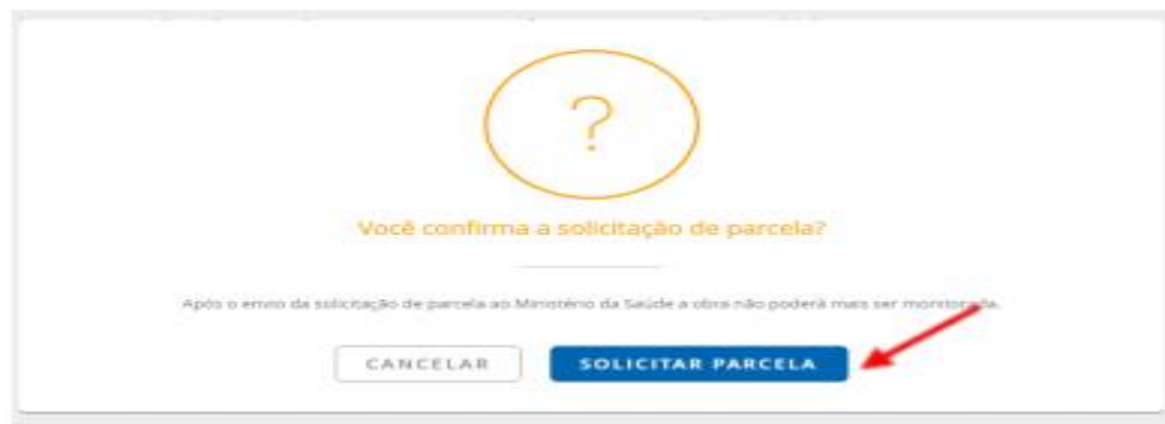 ?
Você confirma a solicitação de parcela?
Após o envio da solicitação de parcela ao Ministério da Saúde a obra não poderá mais ser monitorada.
CANCELAR
SOLICITAR PARCELA